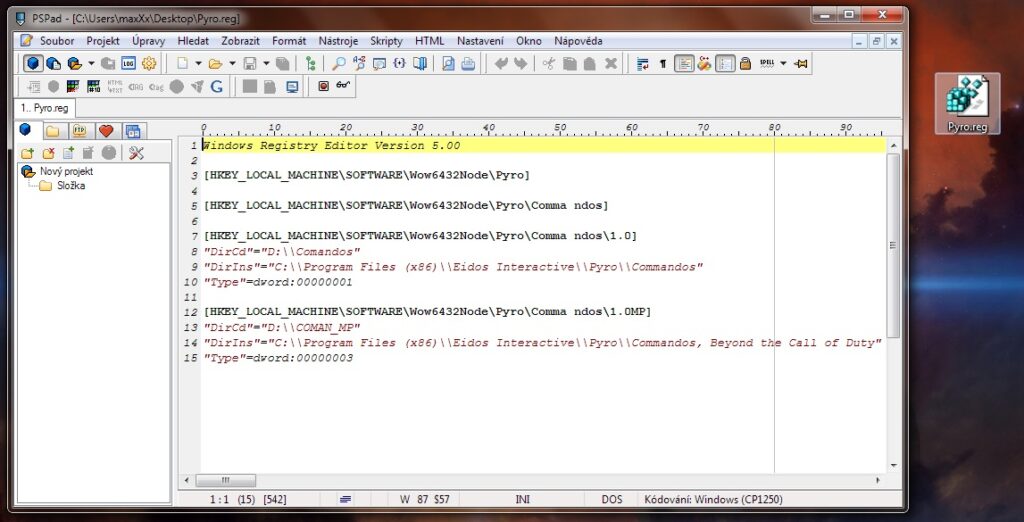 PSPad - [C:\Users\maxXx\Desktop\Pyro.reg]
Soubor Projekt Úpravy Hledat Zobrazit Formát Nástroje Skripty HTML Nastavení Okno Nápověda
1.. Pyro.reg
Nový projekt
Složka
0 10 20 30 40 50 60 70 80 90
1 Windows Registry Editor Version 5.00
2
3 [HKEY_LOCAL_MACHINE\SOFTWARE\Wow6432Node\Pyro]
4
5 [HKEY_LOCAL_MACHINE\SOFTWARE\Wow6432Node\Pyro\Comma ndos]
6
7 [HKEY_LOCAL_MACHINE\SOFTWARE\Wow6432Node\Pyro\Comma ndos\1.0]
8 "DirCd"="D:\\Comandos"
9 "DirIns"="C:\\Program Files (x86)\\Eidos Interactive\\Pyro\\Commandos"
10 "Type"=dword:00000001
11
12 [HKEY_LOCAL_MACHINE\SOFTWARE\Wow6432Node\Pyro\Comma ndos\1.0MP]
13 "DirCd"="D:\\COMAN_MP"
14 "DirIns"="C:\\Program Files (x86)\\Eidos Interactive\\Pyro\\Commandos, Beyond the Call of Duty"
15 "Type"=dword:00000003
1:1 (15) [542] W 87 $57 INI DOS Kódování: Windows (CP1250)
Pyro.reg